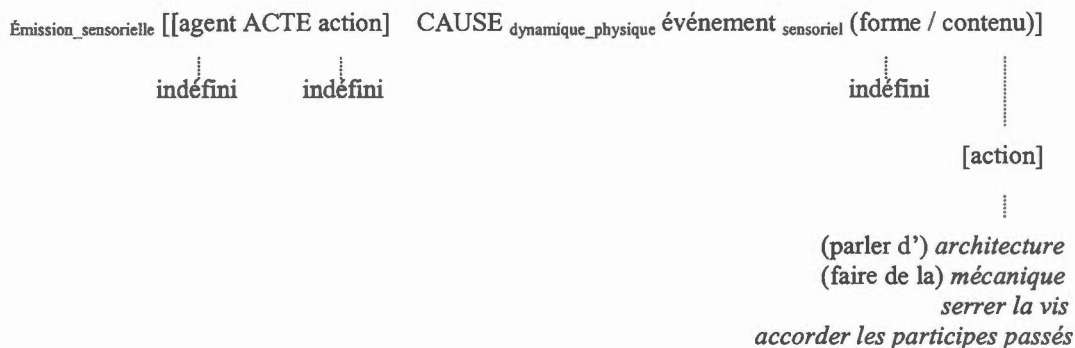 Émission_sensorielle [[agent ACTE action] CAUSE dynamique_physique événement sensoriel (forme / contenu)]
indéfini indéfini indéfini
[action]
(parler d') architecture
(faire de la) mécanique
serrer la vis
accorder les participes passés